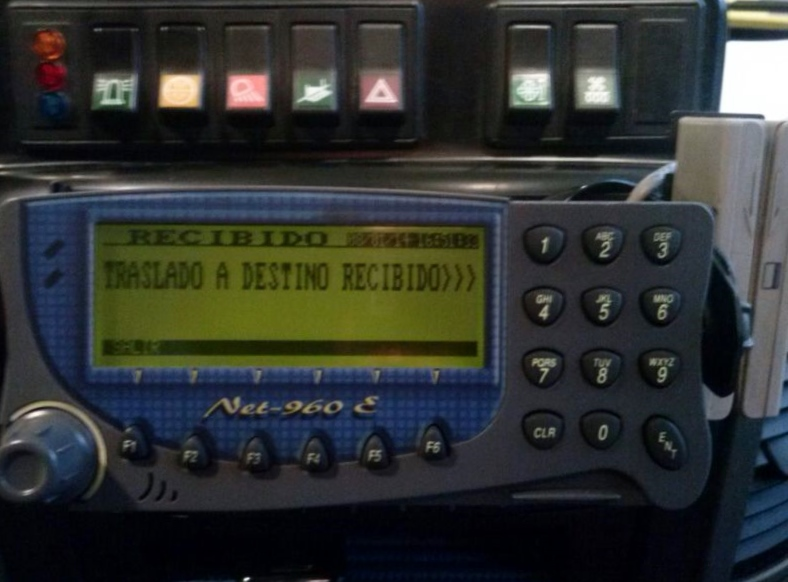 RECIBIDO
TRASLADO A DESTINO RECIBIDO>>>
SALIR
Net-960 E
F1 F2 F3 F4 F5 F6
1 ABC 2 DEF 3
GHI 4 JKL 5 MNO 6
PQRS 7 TUV 8 WXYZ 9
CLR 0 ENT